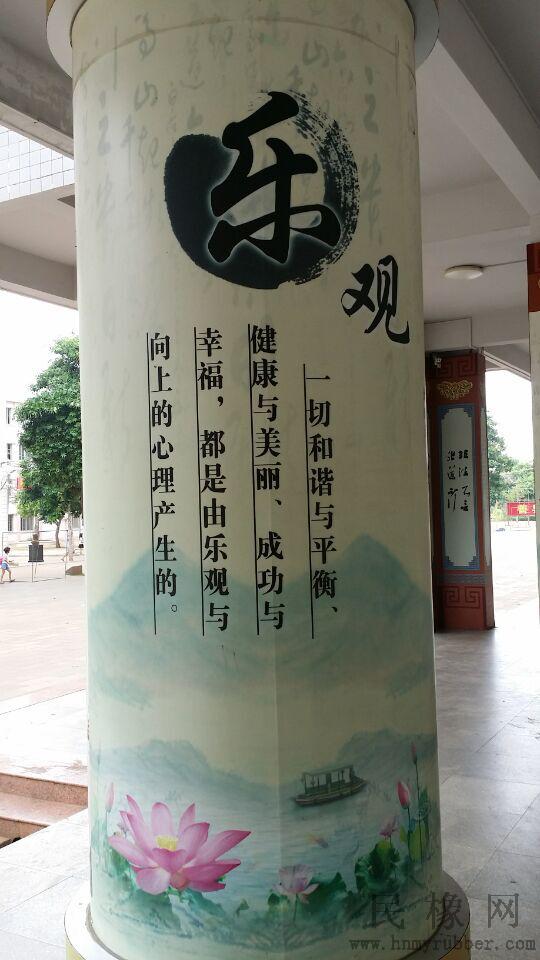 乐
观
一切和谐与平衡、
健康与美丽、成功与
幸福，都是由乐观与
向上的心理产生的。
民橡网
www.hnmyrubber.com